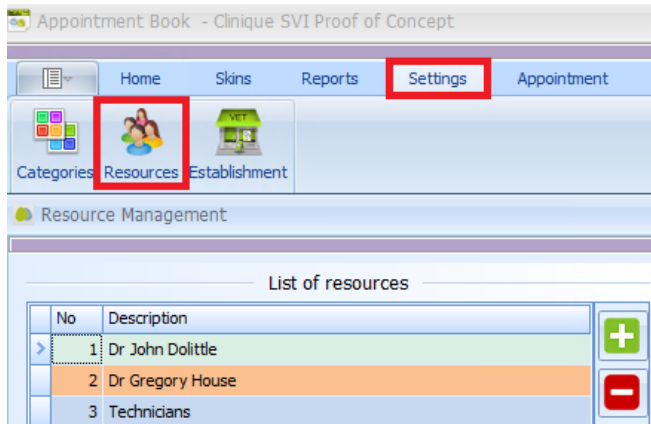 Appointment Book - Clinique SVI Proof of Concept
Home Skins Reports Settings Appointment
VET
Categories Resources Establishment
Resource Management
List of resources
No Description
1 Dr John Dolittle
2 Dr Gregory House
3 Technicians